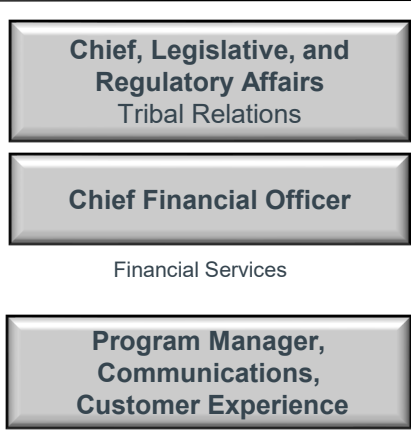 Chief, Legislative, and
Regulatory Affairs
Tribal Relations
Chief Financial Officer
Financial Services
Program Manager,
Communications,
Customer Experience